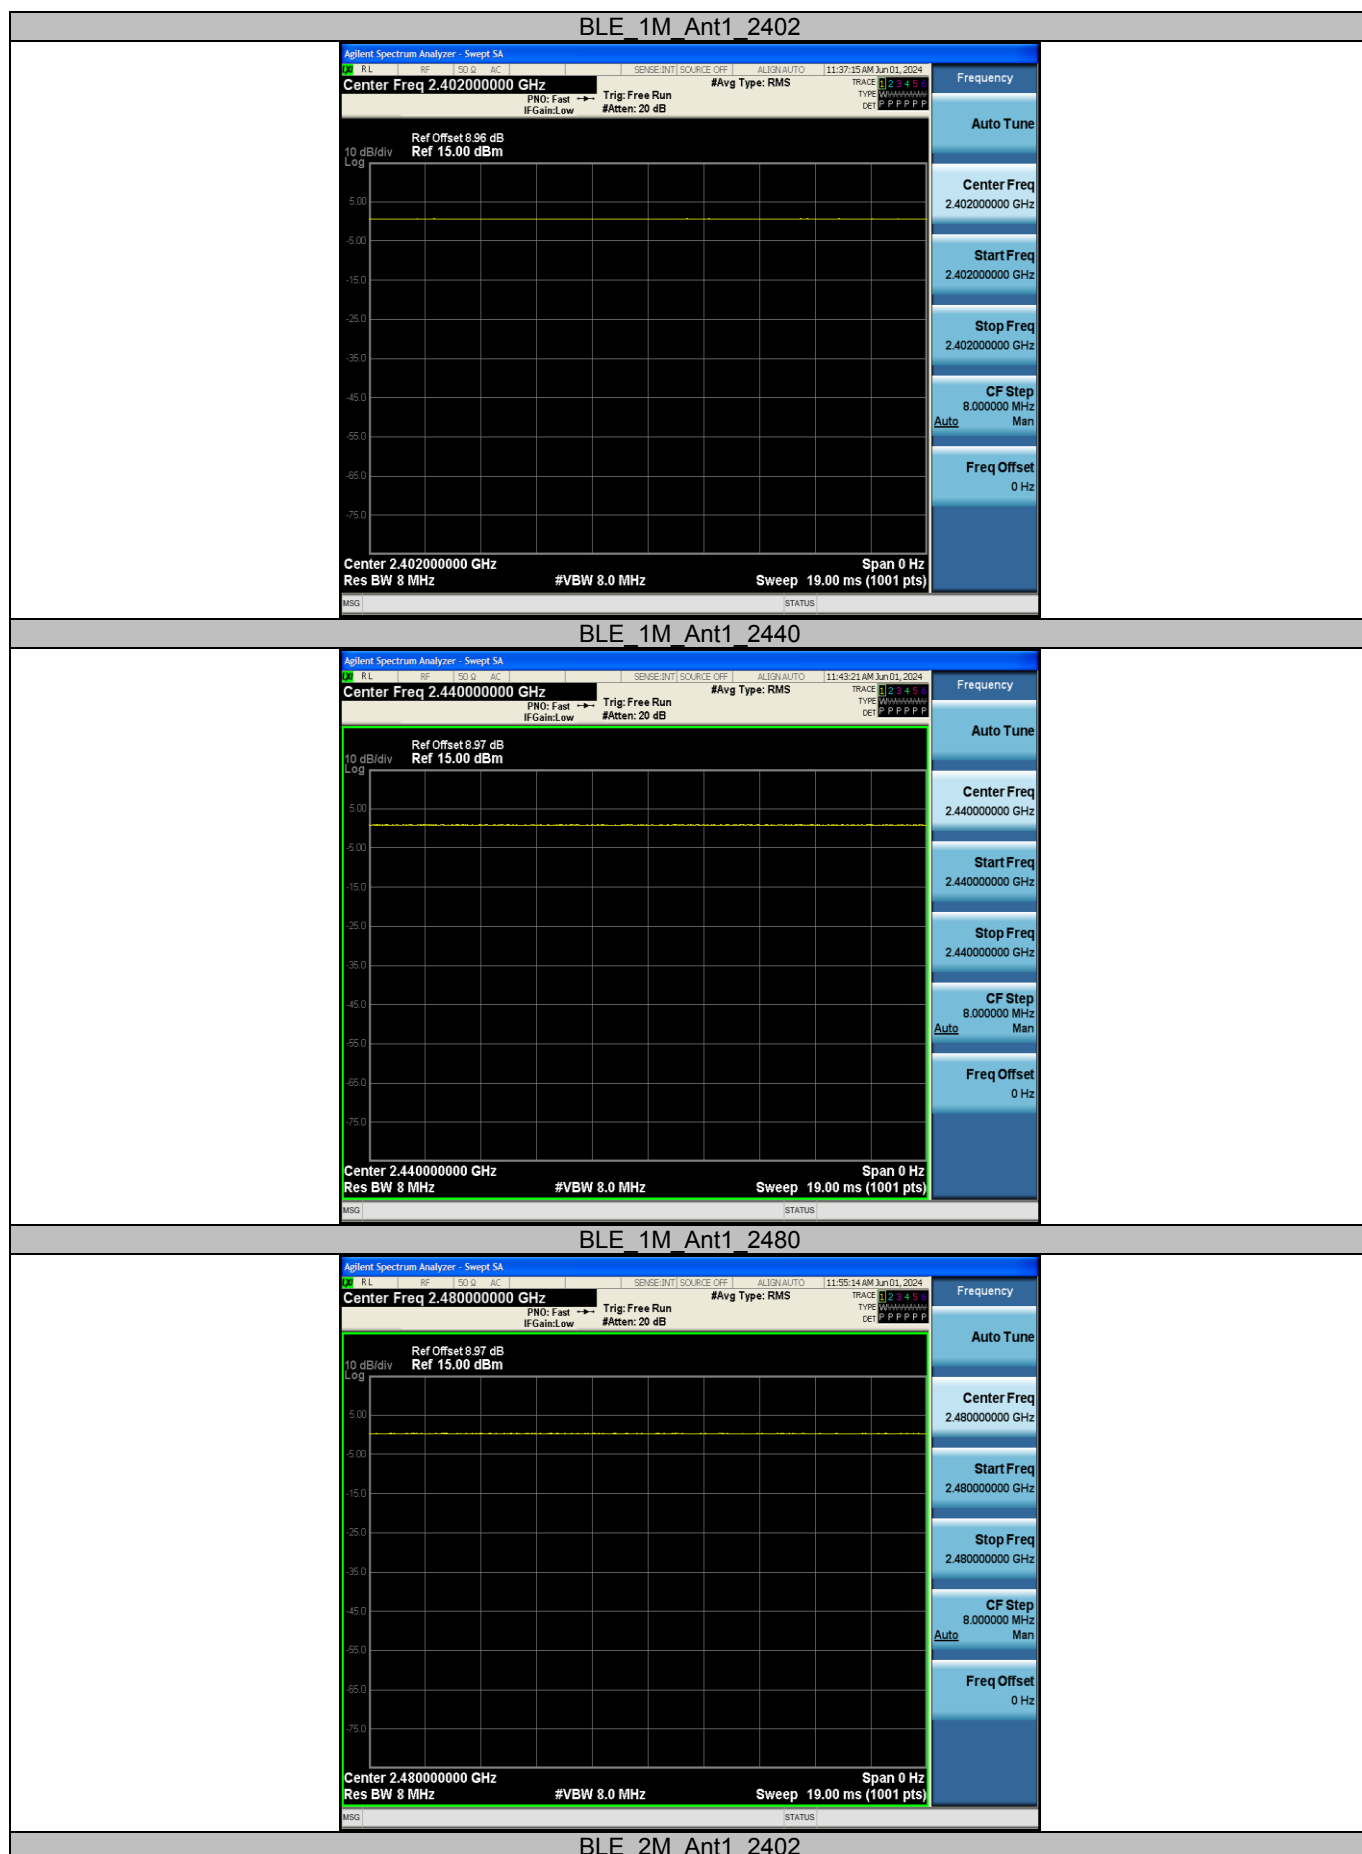 BLE_1M_Ant1_2402
Agilent Spectrum Analyzer - Swept SA
RL RF 50 Ω AC SENSE:INT SOURCE OFF ALIGN AUTO 11:37:15 AM Jun 01, 2024
Center Freq 2.402000000 GHz #Avg Type: RMS TRACE 1 2 3 4 5 6
PNO: Fast Trig: Free Run TYPE
IFGain:Low #Atten: 20 dB DET P P P P P P
Frequency
Auto Tune
Ref Offset 8.96 dB
10 dB/div Ref 15.00 dBm
Log
5.00
-5.00
-15.0
-25.0
-35.0
-45.0
-55.0
-65.0
-75.0
Center Freq
2.402000000 GHz
Start Freq
2.402000000 GHz
Stop Freq
2.402000000 GHz
CF Step
8.000000 MHz
Auto Man
Freq Offset
0 Hz
Center 2.402000000 GHz Span 0 Hz
Res BW 8 MHz #VBW 8.0 MHz Sweep 19.00 ms (1001 pts)
MSG STATUS
BLE_1M_Ant1_2440
Agilent Spectrum Analyzer - Swept SA
RL RF 50 Ω AC SENSE:INT SOURCE OFF ALIGN AUTO 11:43:21 AM Jun 01, 2024
Center Freq 2.440000000 GHz #Avg Type: RMS TRACE 1 2 3 4 5 6
PNO: Fast Trig: Free Run TYPE
IFGain:Low #Atten: 20 dB DET P P P P P P
Frequency
Auto Tune
Ref Offset 8.97 dB
10 dB/div Ref 15.00 dBm
Log
5.00
-5.00
-15.0
-25.0
-35.0
-45.0
-55.0
-65.0
-75.0
Center Freq
2.440000000 GHz
Start Freq
2.440000000 GHz
Stop Freq
2.440000000 GHz
CF Step
8.000000 MHz
Auto Man
Freq Offset
0 Hz
Center 2.440000000 GHz Span 0 Hz
Res BW 8 MHz #VBW 8.0 MHz Sweep 19.00 ms (1001 pts)
MSG STATUS
BLE_1M_Ant1_2480
Agilent Spectrum Analyzer - Swept SA
RL RF 50 Ω AC SENSE:INT SOURCE OFF ALIGN AUTO 11:55:14 AM Jun 01, 2024
Center Freq 2.480000000 GHz #Avg Type: RMS TRACE 1 2 3 4 5 6
PNO: Fast Trig: Free Run TYPE
IFGain:Low #Atten: 20 dB DET P P P P P P
Frequency
Auto Tune
Ref Offset 8.97 dB
10 dB/div Ref 15.00 dBm
Log
5.00
-5.00
-15.0
-25.0
-35.0
-45.0
-55.0
-65.0
-75.0
Center Freq
2.480000000 GHz
Start Freq
2.480000000 GHz
Stop Freq
2.480000000 GHz
CF Step
8.000000 MHz
Auto Man
Freq Offset
0 Hz
Center 2.480000000 GHz Span 0 Hz
Res BW 8 MHz #VBW 8.0 MHz Sweep 19.00 ms (1001 pts)
MSG STATUS
BLE_2M_Ant1_2402